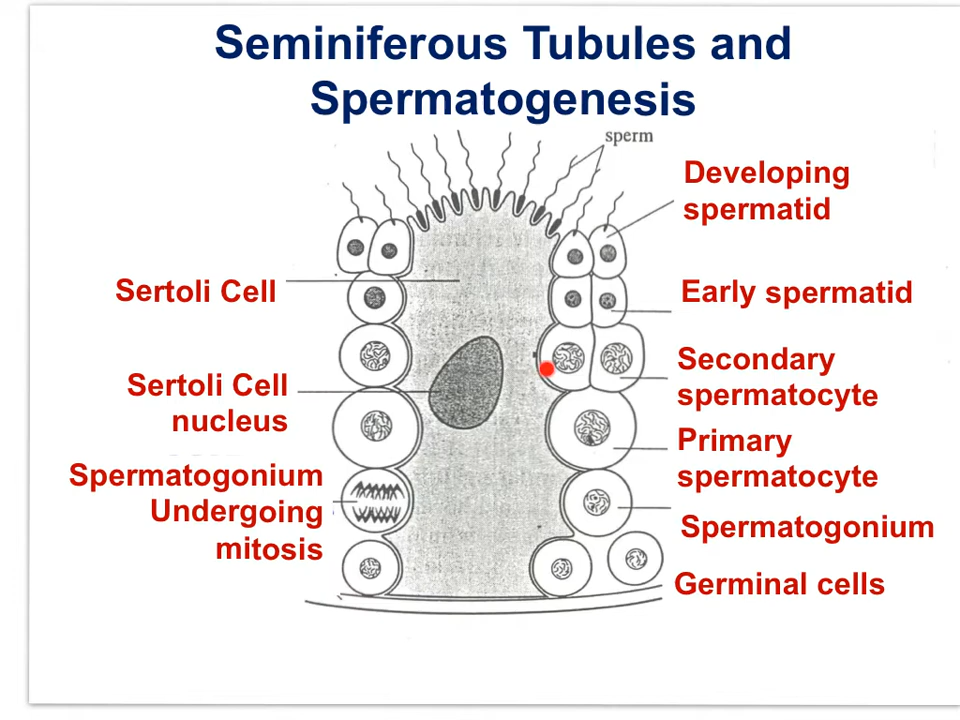 Seminiferous Tubules and
Spermatogenesis
sperm
Developing
spermatid
Sertoli Cell
Early spermatid
Secondary
spermatocyte
Sertoli Cell
nucleus
Primary
spermatocyte
Spermatogonium
Undergoing
mitosis
Spermatogonium
Germinal cells